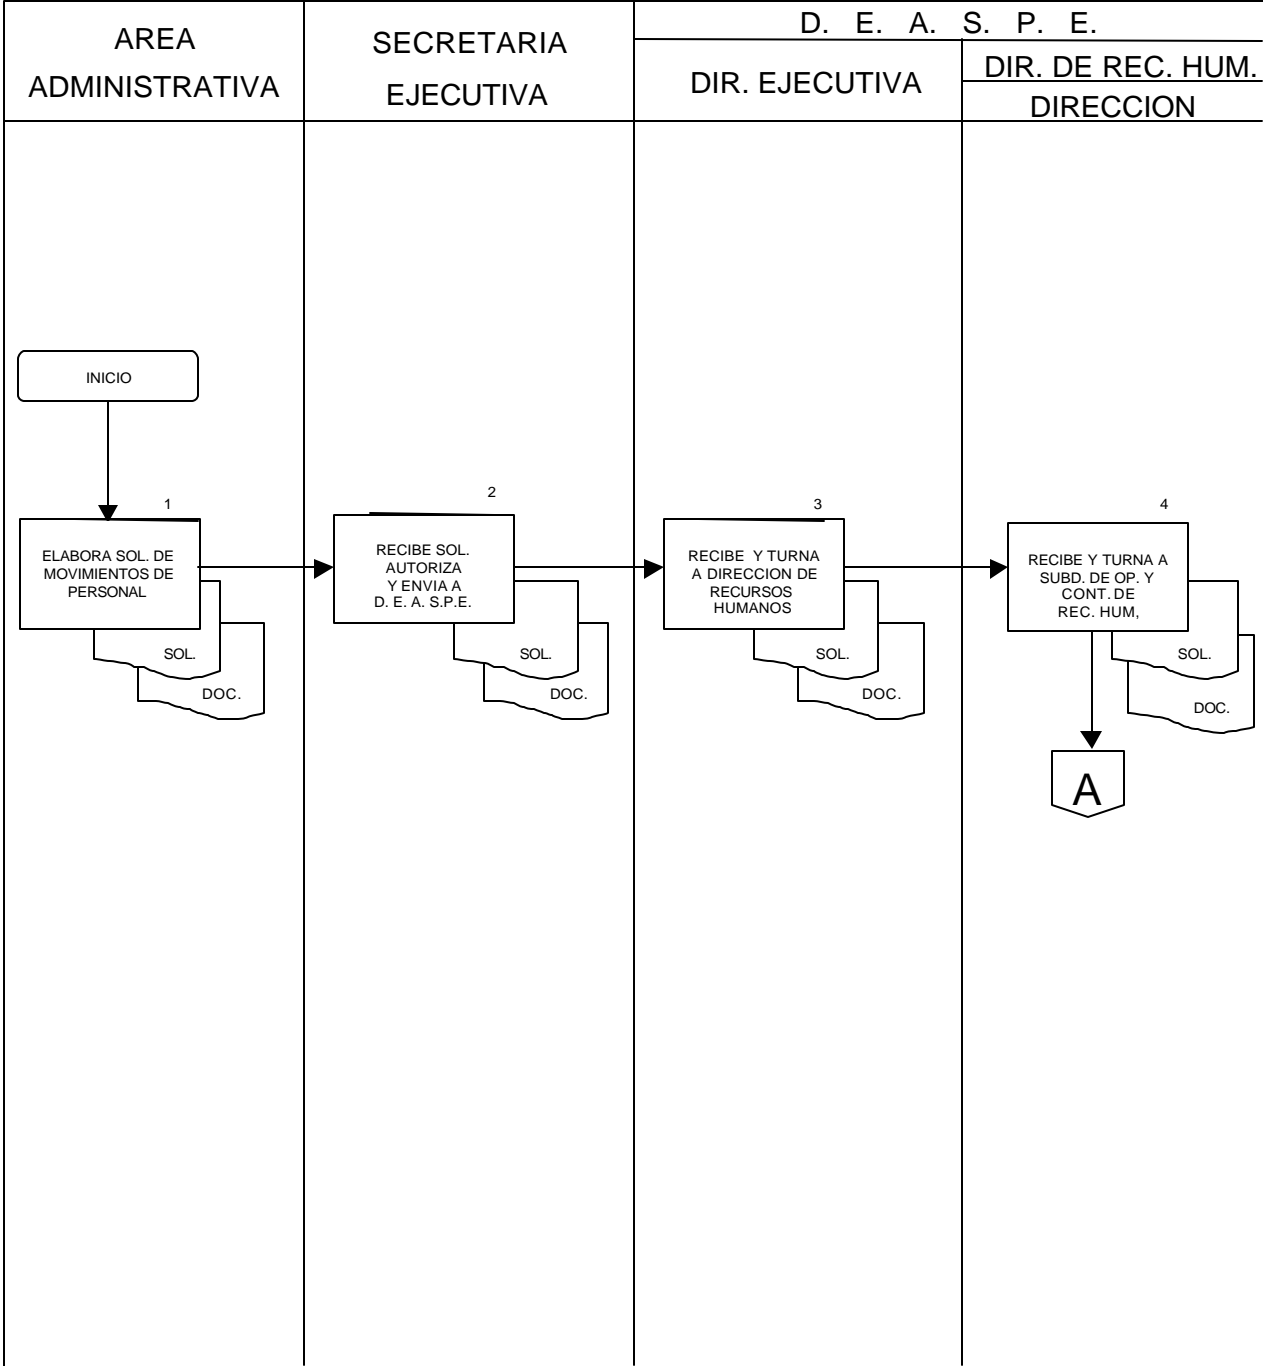 AREA
ADMINISTRATIVA
SECRETARIA
EJECUTIVA
D. E. A. S. P. E.
DIR. EJECUTIVA
DIR. DE REC. HUM.
DIRECCION
INICIO
1
ELABORA SOL. DE
MOVIMIENTOS DE
PERSONAL
SOL.
DOC.
2
RECIBE SOL.
AUTORIZA
Y ENVIA A
D. E. A. S.P.E.
SOL.
DOC.
3
RECIBE Y TURNA
A DIRECCION DE
RECURSOS
HUMANOS
SOL.
DOC.
4
RECIBE Y TURNA A
SUBD. DE OP. Y
CONT. DE
REC. HUM,
SOL.
DOC.
A